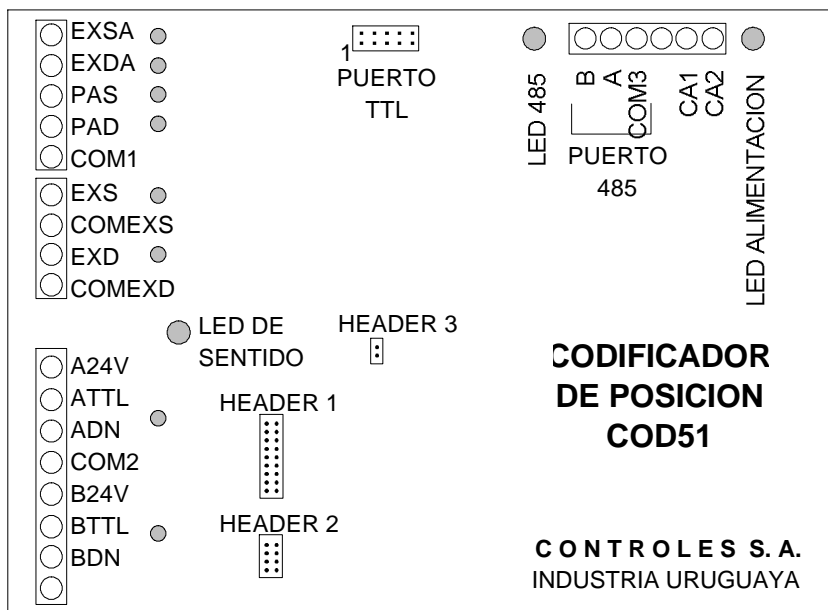 EXSA
EXDA
PAS
PAD
COM1
EXS
COMEXS
EXD
COMEXD
1
PUERTO
TTL
LED 485
B
A
COM3
CA1
CA2
PUERTO
485
LED ALIMENTACION
LED DE
SENTIDO
HEADER 3
A24V
ATTL
ADN
COM2
B24V
BTTL
BDN
HEADER 1
HEADER 2
CODIFICADOR
DE POSICION
COD51
C O N T R O L E S S. A.
INDUSTRIA URUGUAYA